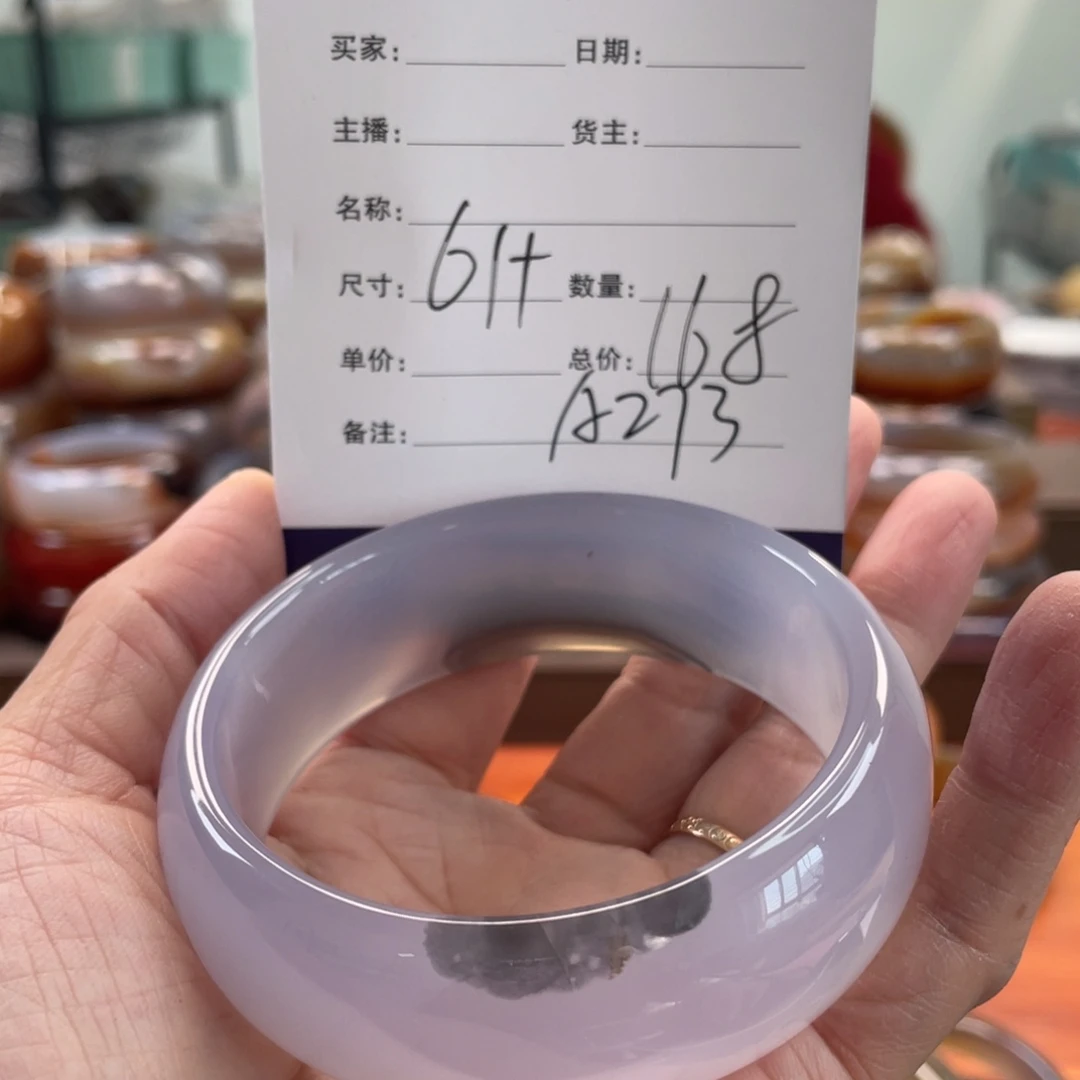 买家： 日期：
主播： 货主：
名称：
尺寸：61+ 数量：
单价： 总价：168
备注：A273